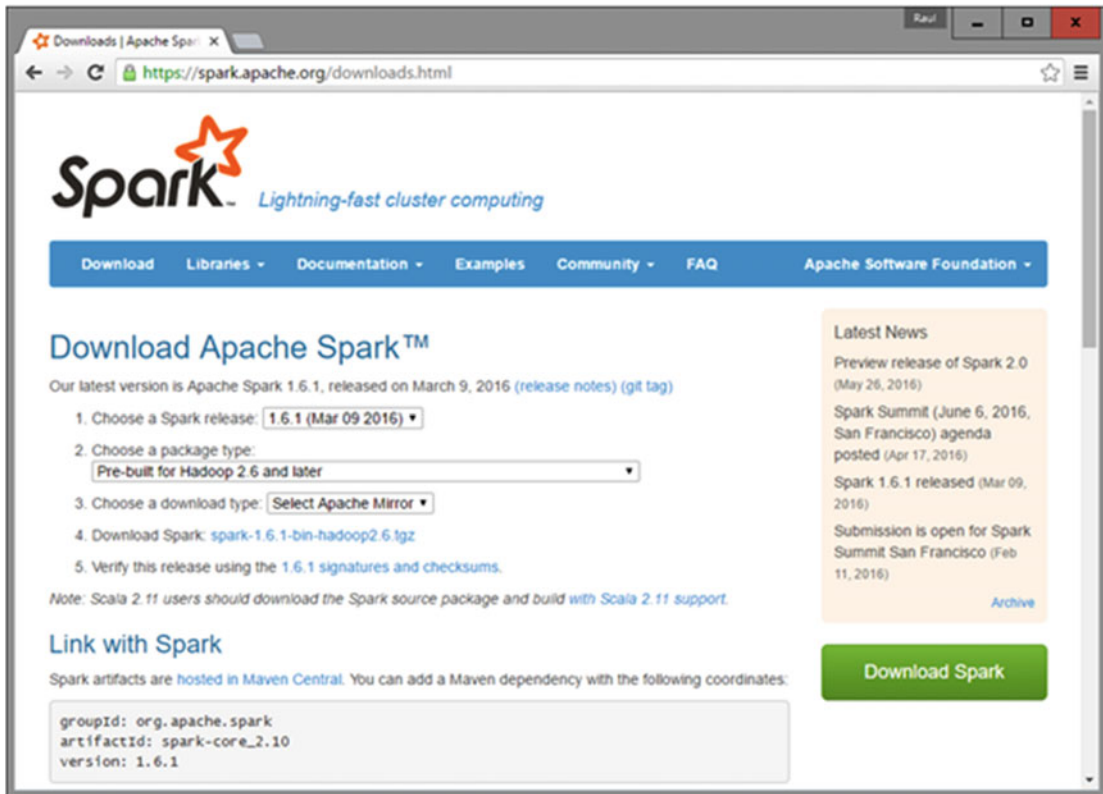 Raul
Downloads | Apache Spar
https://spark.apache.org/downloads.html
Spark™
Lightning-fast cluster computing
Download Libraries Documentation Examples Community FAQ Apache Software Foundation
Download Apache Spark™
Our latest version is Apache Spark 1.6.1, released on March 9, 2016 (release notes) (git tag)
1. Choose a Spark release: 1.6.1 (Mar 09 2016)
2. Choose a package type:
Pre-built for Hadoop 2.6 and later
3. Choose a download type: Select Apache Mirror
4. Download Spark: spark-1.6.1-bin-hadoop2.6.tgz
5. Verify this release using the 1.6.1 signatures and checksums.
Note: Scala 2.11 users should download the Spark source package and build with Scala 2.11 support.
Link with Spark
Spark artifacts are hosted in Maven Central. You can add a Maven dependency with the following coordinates:
groupId: org.apache.spark
artifactId: spark-core_2.10
version: 1.6.1
Latest News
Preview release of Spark 2.0
(May 26, 2016)
Spark Summit (June 6, 2016,
San Francisco) agenda
posted (Apr 17, 2016)
Spark 1.6.1 released (Mar 09,
2016)
Submission is open for Spark
Summit San Francisco (Feb
11, 2016)
Archive
Download Spark